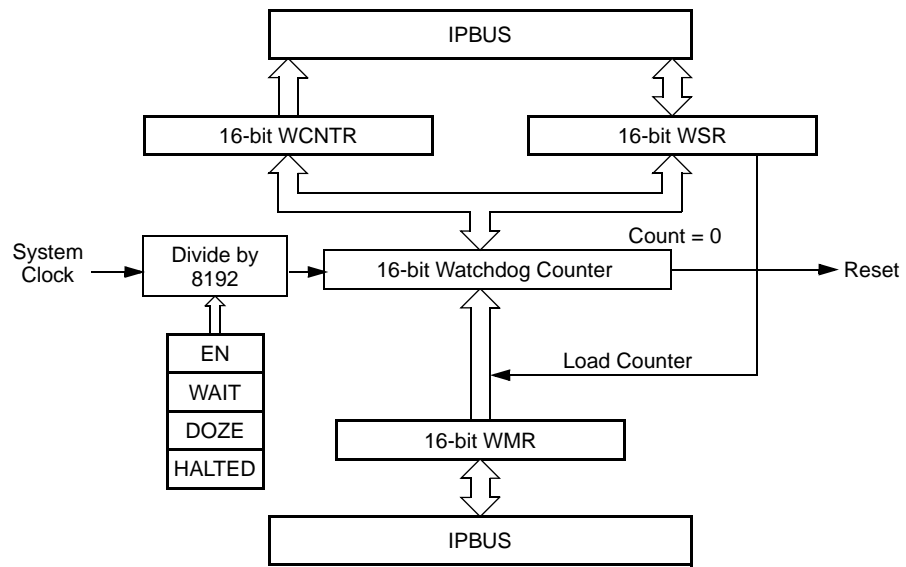 IPBUS
16-bit WCNTR
16-bit WSR
Count = 0
System
Clock
Divide by
8192
16-bit Watchdog Counter
Reset
EN
WAIT
DOZE
HALTED
Load Counter
16-bit WMR
IPBUS